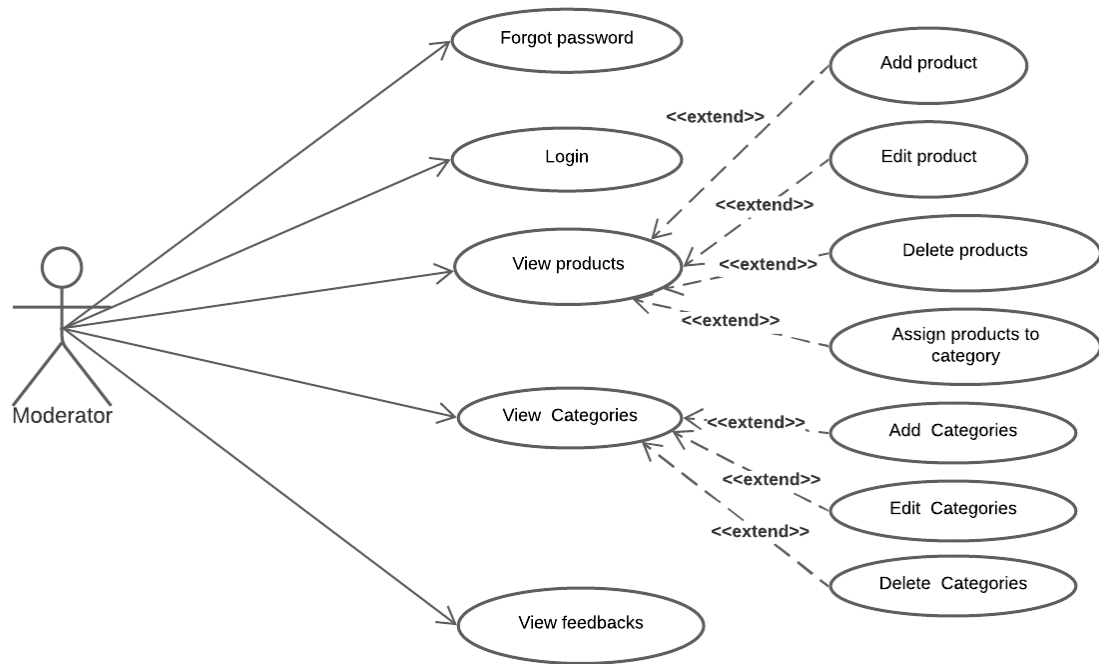 Forgot password
Add product
<<extend>>
Login
Edit product
<<extend>>
View products
Delete products
<<extend>>
<<extend>>
Assign products to
category
Moderator
View  Categories
<<extend>>
Add  Categories
<<extend>>
Edit  Categories
<<extend>>
Delete  Categories
View feedbacks